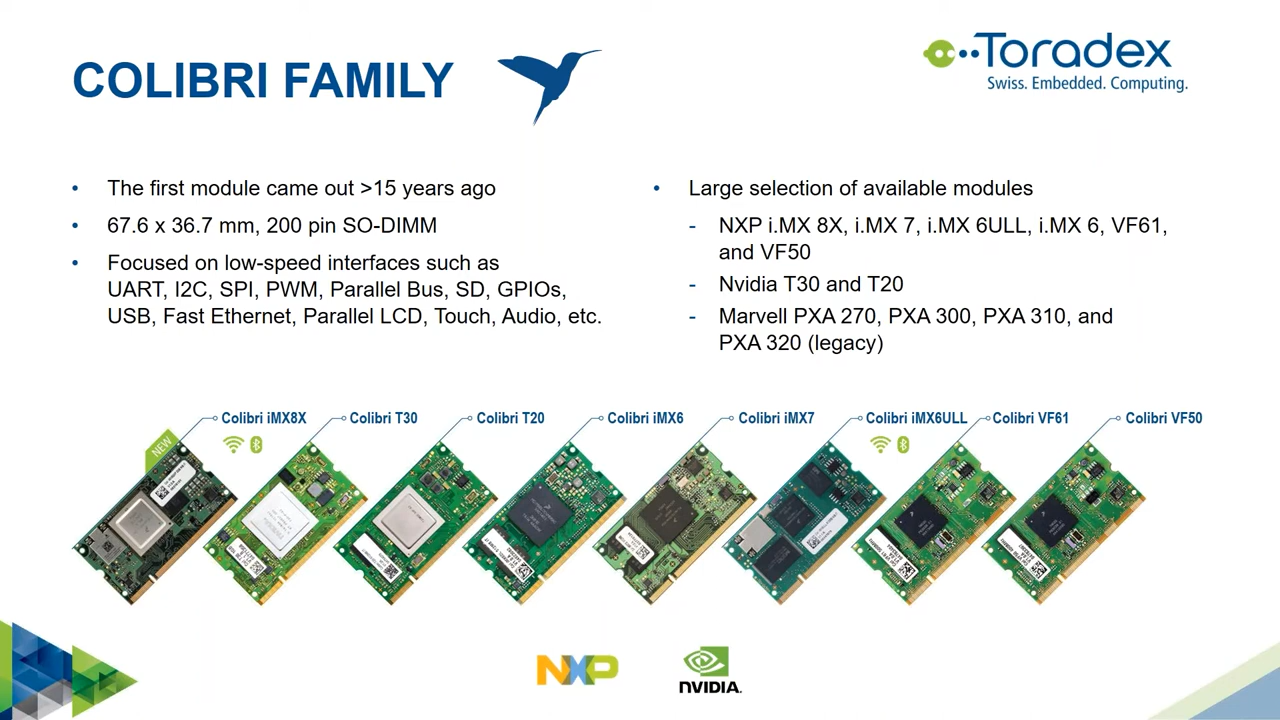 COLIBRI FAMILY
Toradex
Swiss. Embedded. Computing.
• The first module came out >15 years ago
• 67.6 x 36.7 mm, 200 pin SO-DIMM
• Focused on low-speed interfaces such as
UART, I2C, SPI, PWM, Parallel Bus, SD, GPIOs,
USB, Fast Ethernet, Parallel LCD, Touch, Audio, etc.
• Large selection of available modules
- NXP i.MX 8X, i.MX 7, i.MX 6ULL, i.MX 6, VF61,
and VF50
- Nvidia T30 and T20
- Marvell PXA 270, PXA 300, PXA 310, and
PXA 320 (legacy)
Colibri iMX8X
Colibri T30
Colibri T20
Colibri iMX6
Colibri iMX7
Colibri iMX6ULL
Colibri VF61
Colibri VF50
NEW
NXP
NVIDIA.